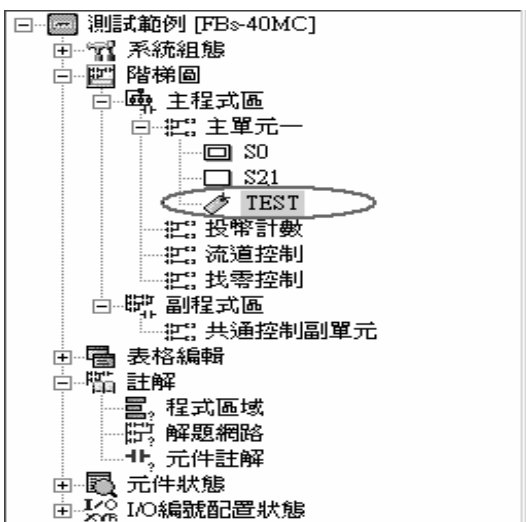 測試範例 [FBs-40MC]
系統組態
階梯圖
主程式區
主單元一
S0
S21
TEST
投幣計數
流道控制
找零控制
副程式區
共通控制副單元
表格編輯
註解
程式區域
解題網路
元件註解
元件狀態
I/O編號配置狀態